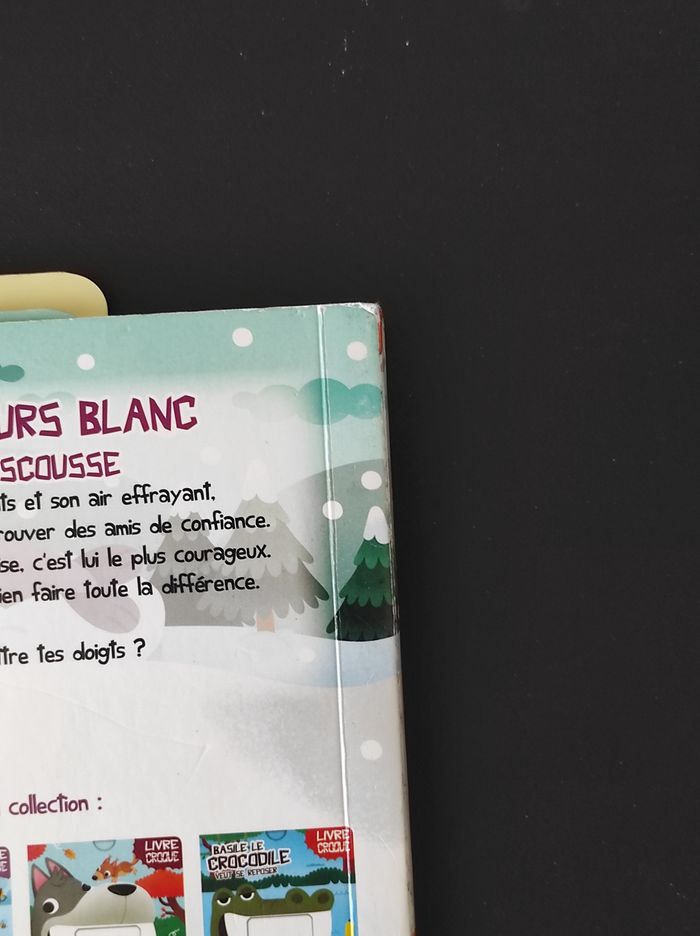 URS BLANC
SCOUSSE
ts et son air effrayant,
rouver des amis de confiance.
se, c'est lui le plus courageux.
ien faire toute la différence.
ttre tes doigts ?
collection :
LIVRE
CROQUE
BASILE LE
CROCODILE
VEUT SE REPOSER
LIVRE
CROQUE